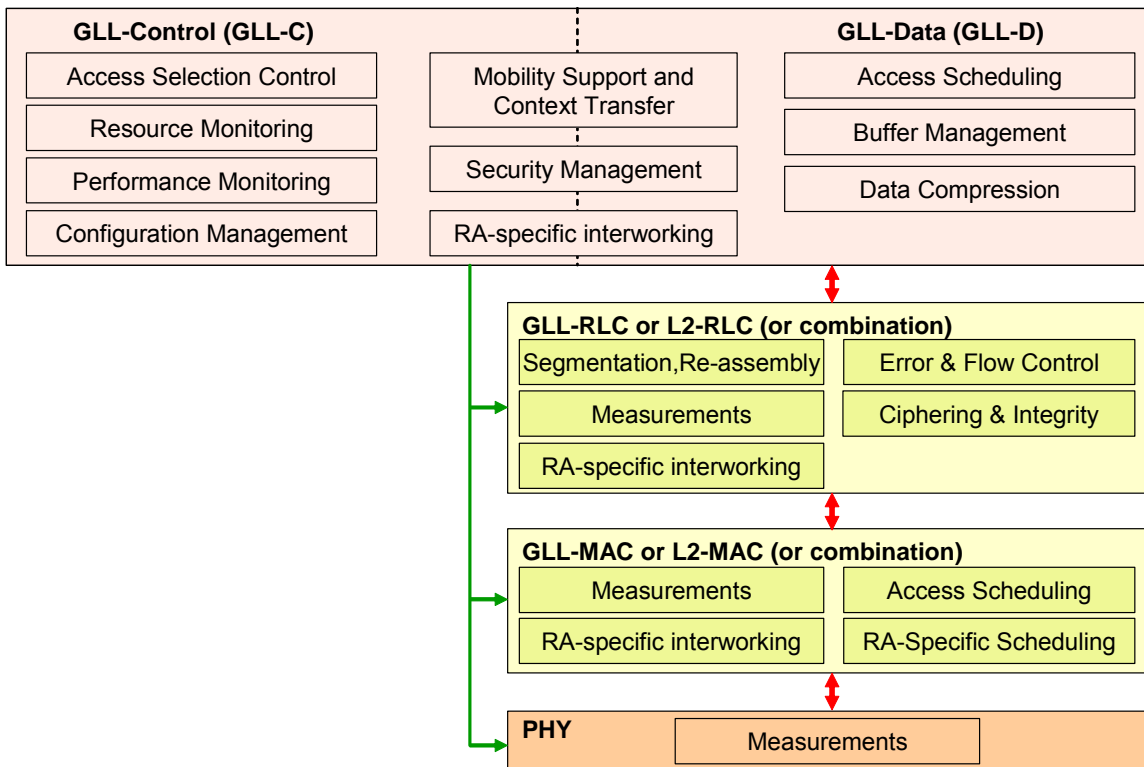 GLL-Control (GLL-C)
Access Selection Control
Resource Monitoring
Performance Monitoring
Configuration Management
Mobility Support and
Context Transfer
Security Management
RA-specific interworking
GLL-Data (GLL-D)
Access Scheduling
Buffer Management
Data Compression
GLL-RLC or L2-RLC (or combination)
Segmentation,Re-assembly
Error & Flow Control
Measurements
Ciphering & Integrity
RA-specific interworking
GLL-MAC or L2-MAC (or combination)
Measurements
Access Scheduling
RA-specific interworking
RA-Specific Scheduling
PHY
Measurements